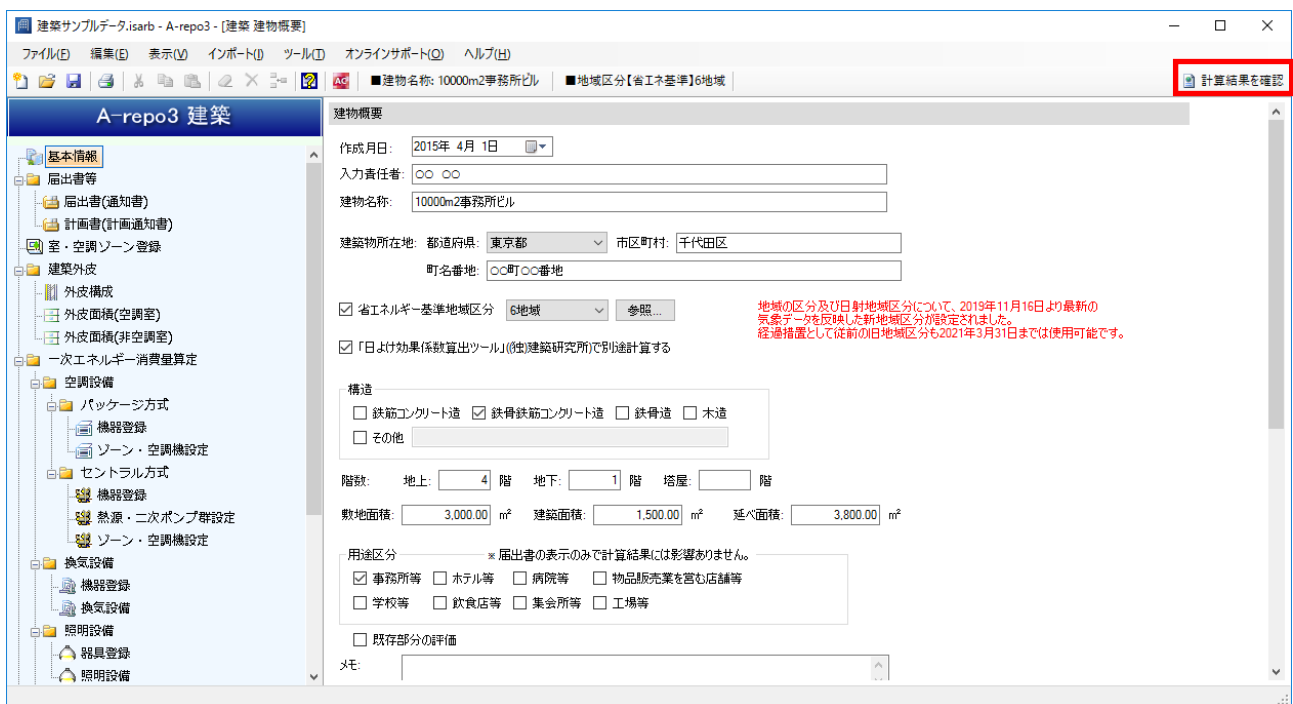 建築サンプルデータ.isarb - A-repo3 - [建築 建物概要]
ファイル(F) 編集(E) 表示(V) インポート(I) ツール(T) オンラインサポート(O) ヘルプ(H)
■建物名称: 10000m2事務所ビル ■地域区分【省エネ基準】6地域 計算結果を確認
A-repo3 建築
基本情報
届出書等
届出書(通知書)
計画書(計画通知書)
室・空調ゾーン登録
建築外皮
外皮構成
外皮面積(空調室)
外皮面積(非空調室)
一次エネルギー消費量算定
空調設備
パッケージ方式
機器登録
ゾーン・空調機設定
セントラル方式
機器登録
熱源・二次ポンプ群設定
ゾーン・空調機設定
換気設備
機器登録
換気設備
照明設備
器具登録
照明設備
建物概要
作成月日: 2015年 4月 1日
入力責任者: ○○ ○○
建物名称: 10000m2事務所ビル
建築物所在地: 都道府県: 東京都 市区町村: 千代田区
町名番地: ○○町○○番地
省エネルギー基準地域区分 6地域 参照...
地域の区分及び日射地域区分について、2019年11月16日より最新の
気象データを反映した新地域区分が設定されました。
経過措置として従前の旧地域区分も2021年3月31日までは使用可能です。
「日よけ効果係数算出ツール」((独)建築研究所)で別途計算する
構造
鉄筋コンクリート造 鉄骨鉄筋コンクリート造 鉄骨造 木造
その他
階数: 地上: 4 階 地下: 1 階 塔屋: 階
敷地面積: 3,000.00 m² 建築面積: 1,500.00 m² 延べ面積: 3,800.00 m²
用途区分 ※ 届出書の表示のみで計算結果には影響ありません。
事務所等 ホテル等 病院等 物品販売業を営む店舗等
学校等 飲食店等 集会所等 工場等
既存部分の評価
メモ: